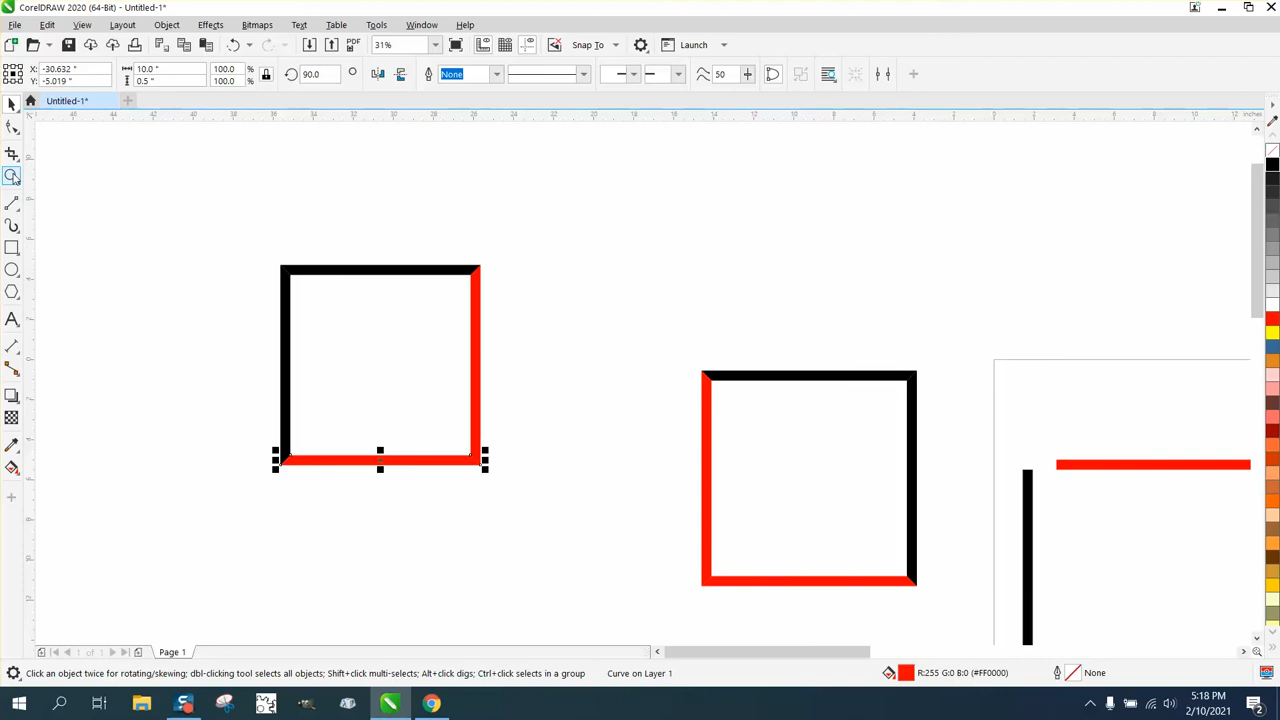 CorelDRAW 2020 (64-Bit) - Untitled-1*
File Edit View Layout Object Effects Bitmaps Text Table Tools Window Help
PDF 31% Snap To Launch
X: -30.632 " 10.0 " 100.0 % 90.0 ° None 50
Y: -5.019 " 0.5 " 100.0 %
Untitled-1*
inches
1 of 1 Page 1
Click an object twice for rotating/skewing; dbl-clicking tool selects all objects; Shift+click multi-selects; Alt+click digs; Ctrl+click selects in a group Curve on Layer 1 R:255 G:0 B:0 (#FF0000) None
5:18 PM
2/10/2021
2